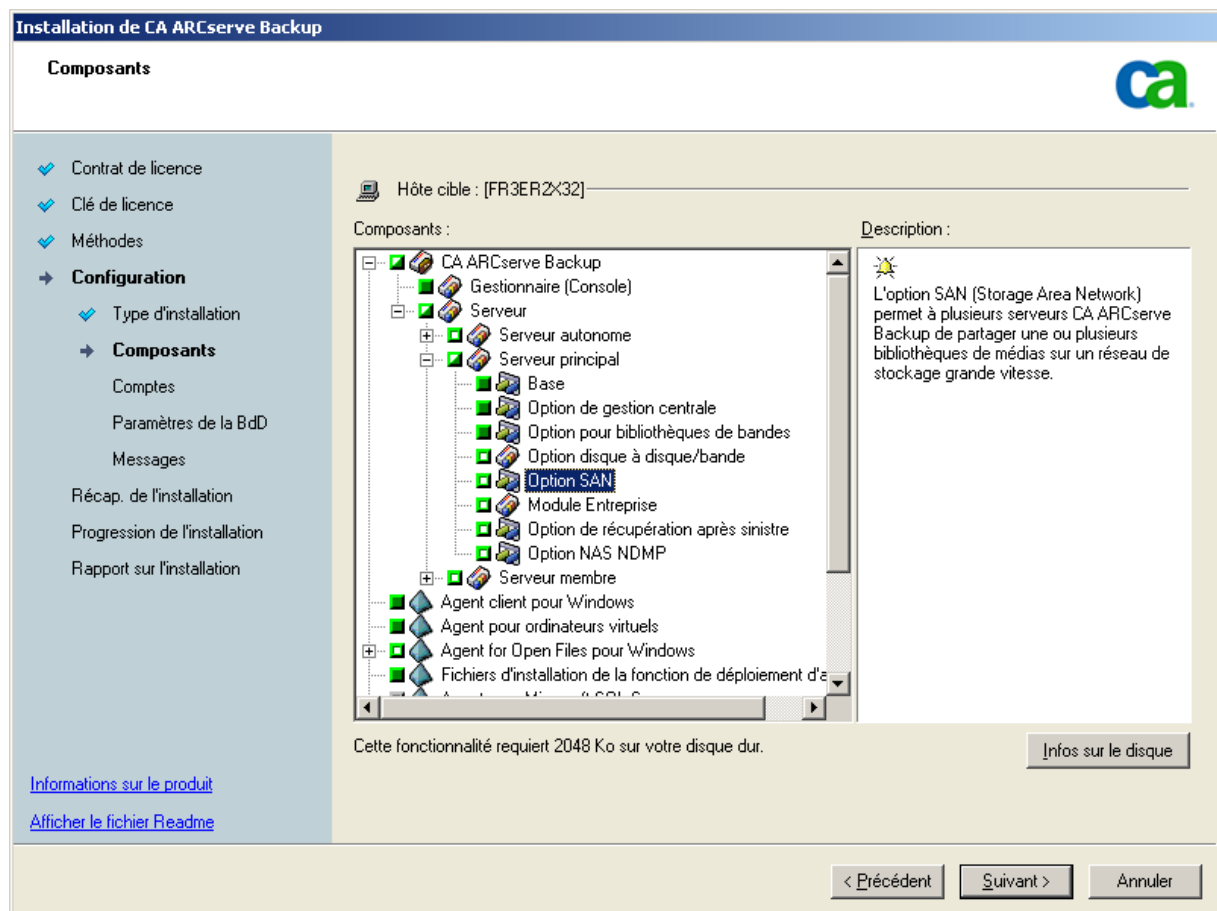 Installation de CA ARCserve Backup
Composants
ca
Contrat de licence
Clé de licence
Méthodes
Configuration
Type d'installation
Composants
Comptes
Paramètres de la BdD
Messages
Récap. de l'installation
Progression de l'installation
Rapport sur l'installation
Informations sur le produit
Afficher le fichier Readme
Hôte cible : [FR3ER2X32]
Composants :
CA ARCserve Backup
Gestionnaire (Console)
Serveur
Serveur autonome
Serveur principal
Base
Option de gestion centrale
Option pour bibliothèques de bandes
Option disque à disque/bande
Option SAN
Module Entreprise
Option de récupération après sinistre
Option NAS NDMP
Serveur membre
Agent client pour Windows
Agent pour ordinateurs virtuels
Agent for Open Files pour Windows
Fichiers d'installation de la fonction de déploiement d'a
Description :
L'option SAN (Storage Area Network)
permet à plusieurs serveurs CA ARCserve
Backup de partager une ou plusieurs
bibliothèques de médias sur un réseau de
stockage grande vitesse.
Cette fonctionnalité requiert 2048 Ko sur votre disque dur.
Infos sur le disque
< Précédent
Suivant >
Annuler